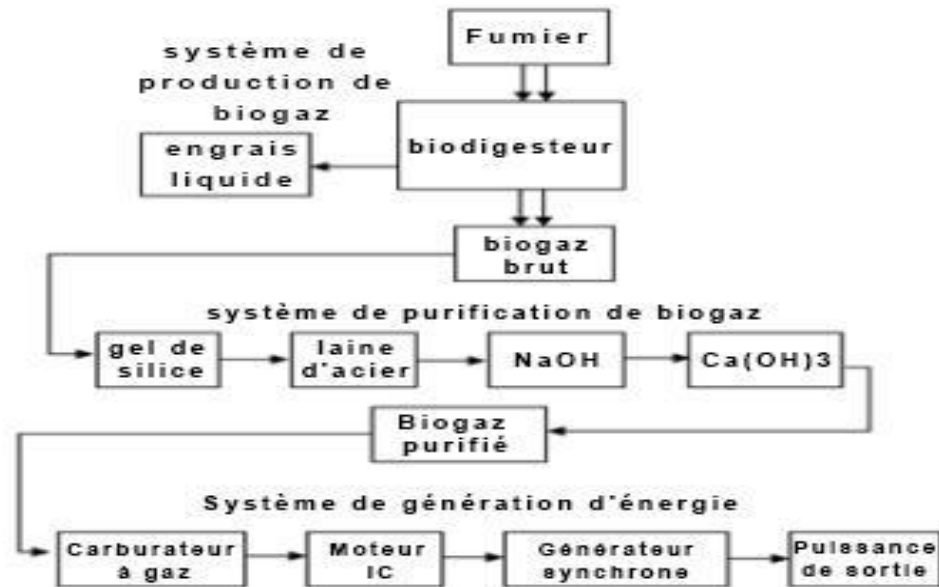 Fumier
système de
production de
biogaz
biodigesteur
engrais
liquide
biogaz
brut
système de purification de biogaz
gel de
silice
laine
d'acier
NaOH
Ca(OH)3
Biogaz
purifié
Système de génération d'énergie
Carburateur
à gaz
Moteur
IC
Générateur
synchrone
Puissance
de sortie